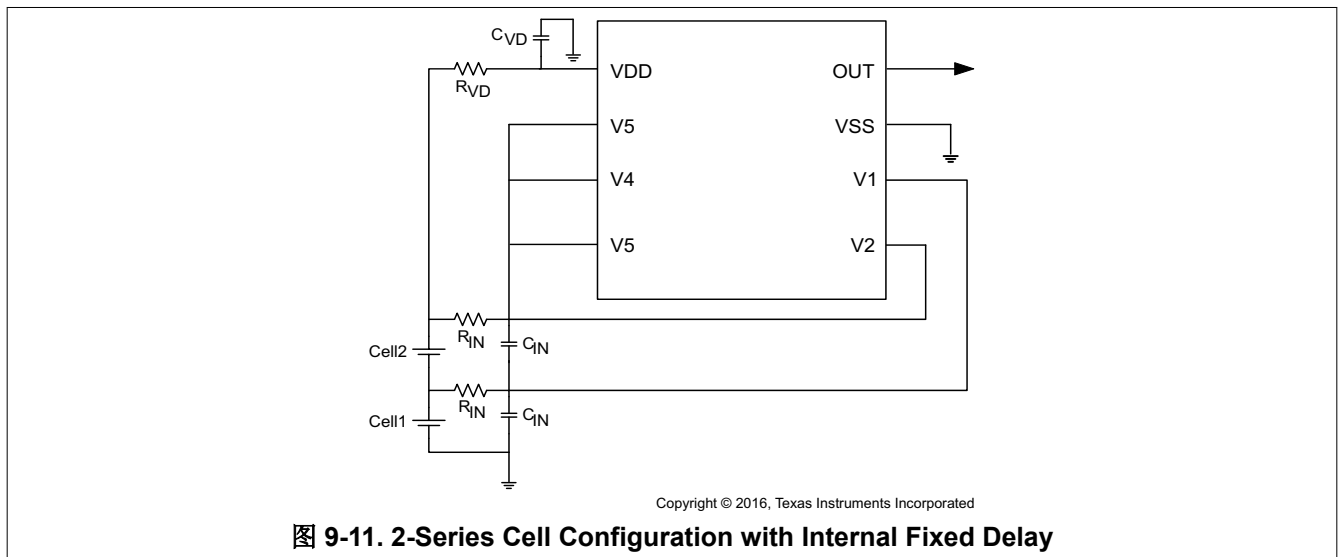 CVD
RVD
VDD
OUT
V5
VSS
V4
V1
V5
V2
RIN
CIN
Cell2
RIN
CIN
Cell1
Copyright © 2016, Texas Instruments Incorporated
图 9-11. 2-Series Cell Configuration with Internal Fixed Delay